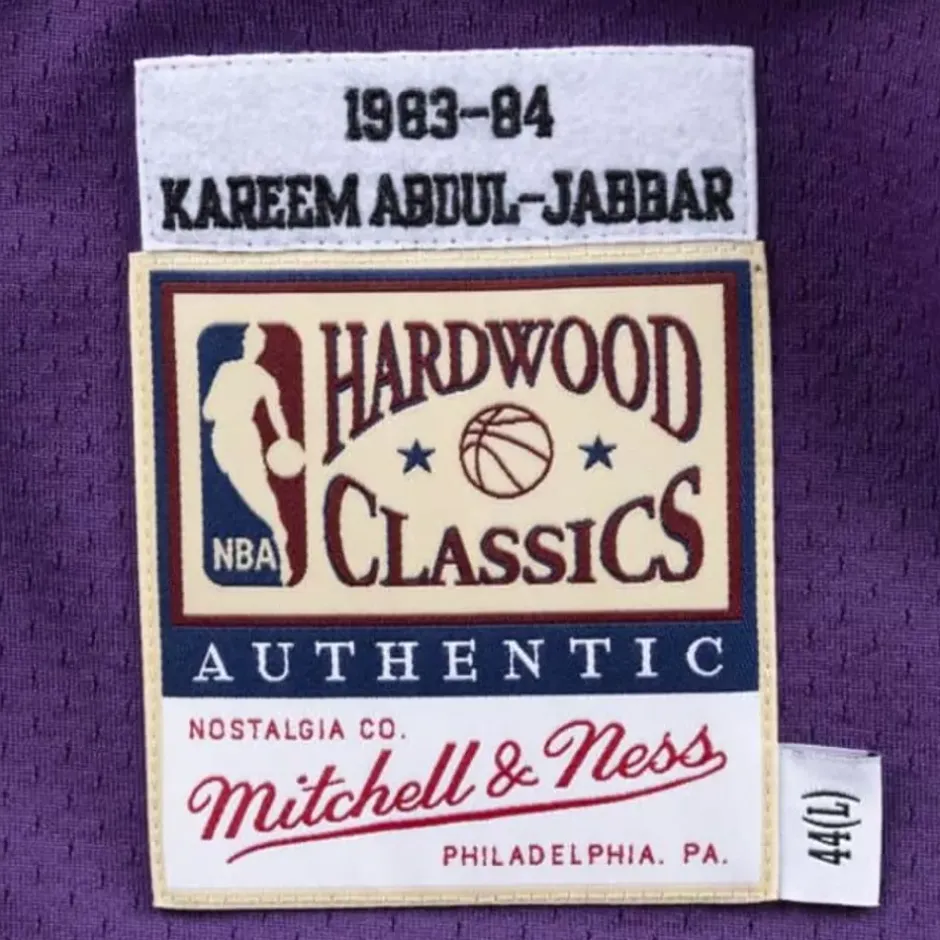 1983-84
KAREEM ABDUL-JABBAR
HARDWOOD
CLASSICS
NBA
AUTHENTIC
NOSTALGIA CO.
Mitchell & Ness
PHILADELPHIA. PA.
44(L)